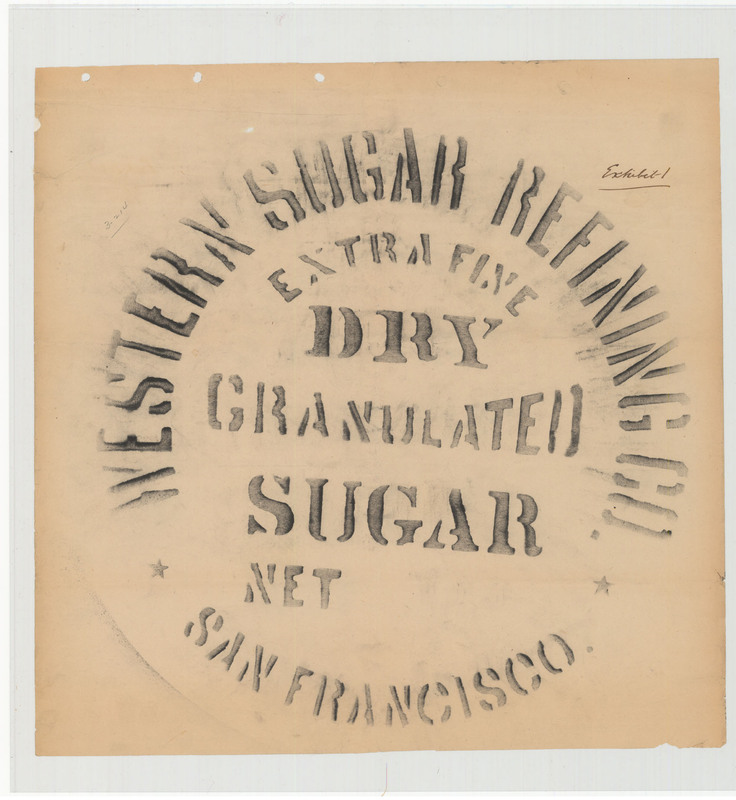 Exhibit 1
WESTERN SUGAR REFINING CO.
EXTRA FINE
DRY
GRANULATED
SUGAR
NET
SAN FRANCISCO.